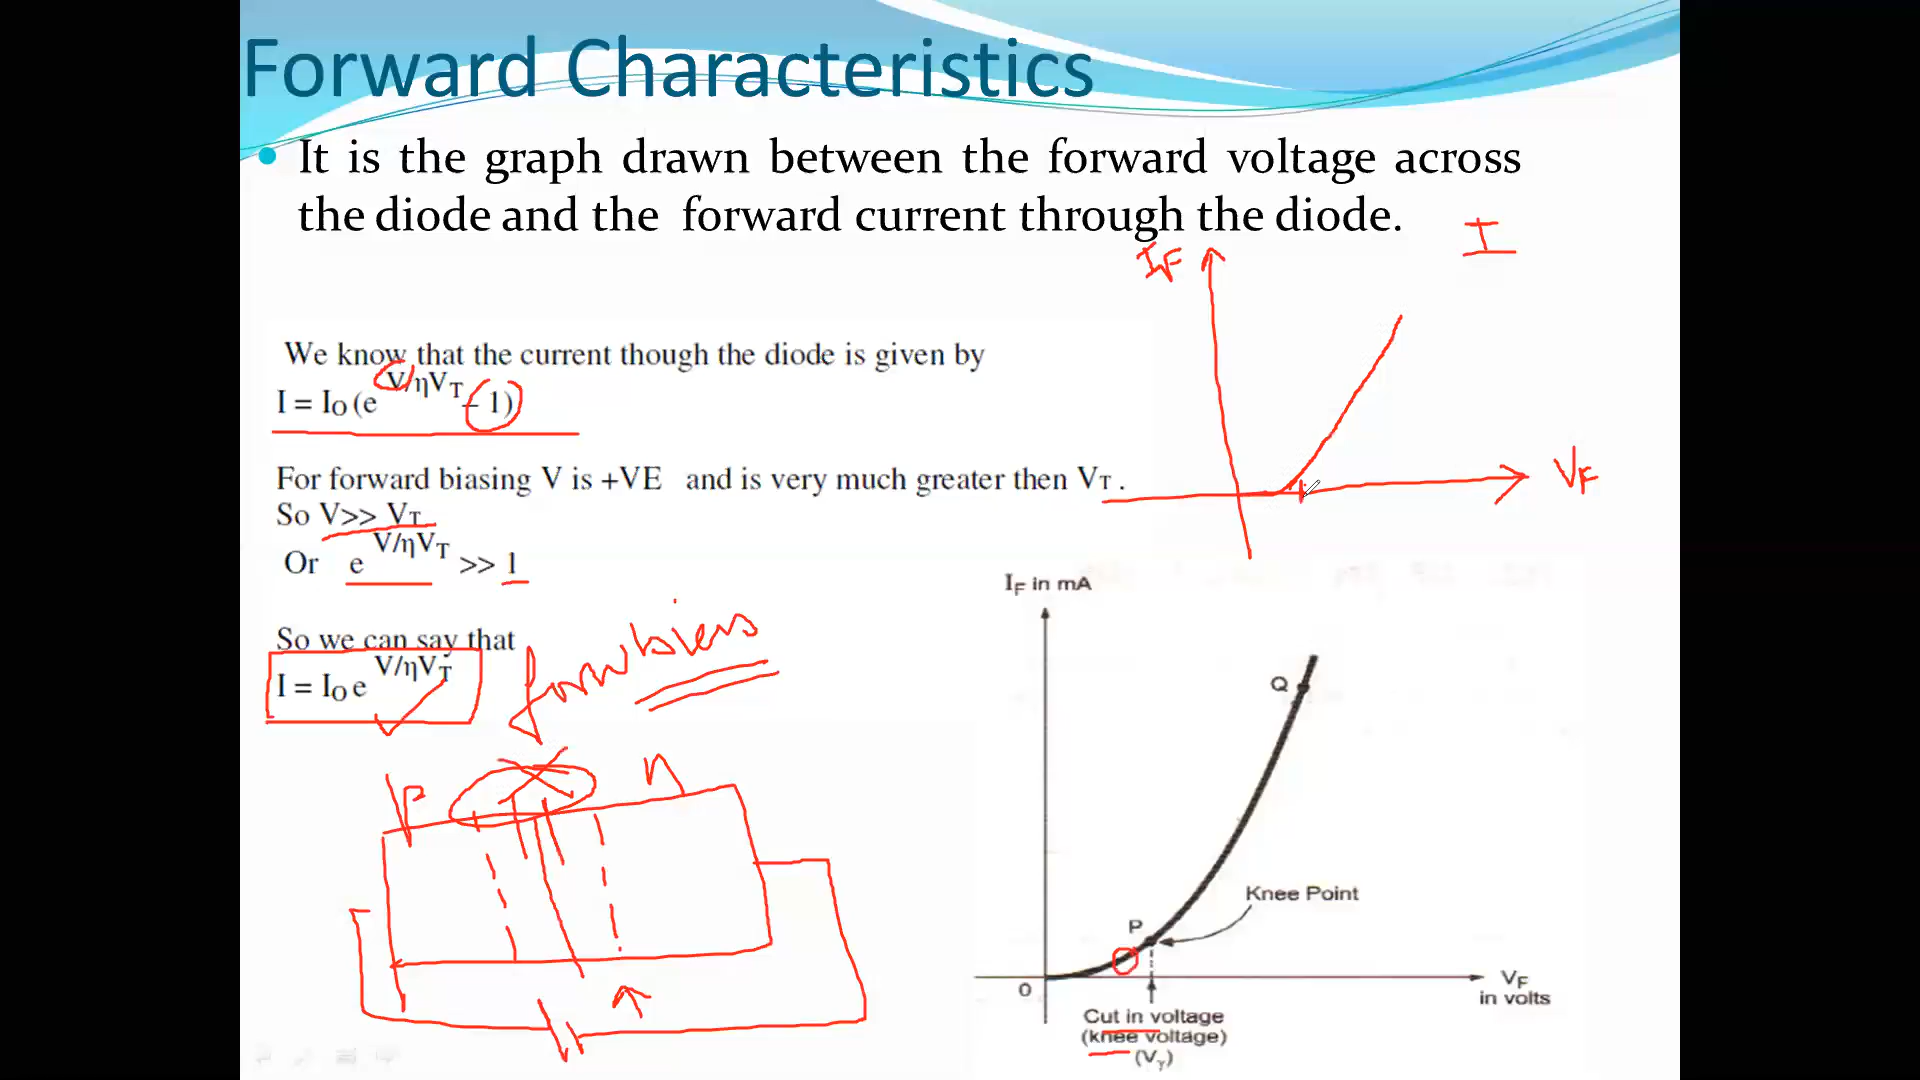 Forward Characteristics
• It is the graph drawn between the forward voltage across
the diode and the forward current through the diode.
I
IF
We know that the current though the diode is given by
I = IO (e V/ηVT – 1)
VF
For forward biasing V is +VE and is very much greater then VT .
So V>> VT
Or e V/ηVT >> 1
So we can say that
I = IO e V/ηVT
P
n
IF in mA
Q
Knee Point
P
0
VF
in volts
Cut in voltage
(knee voltage)
(Vγ)